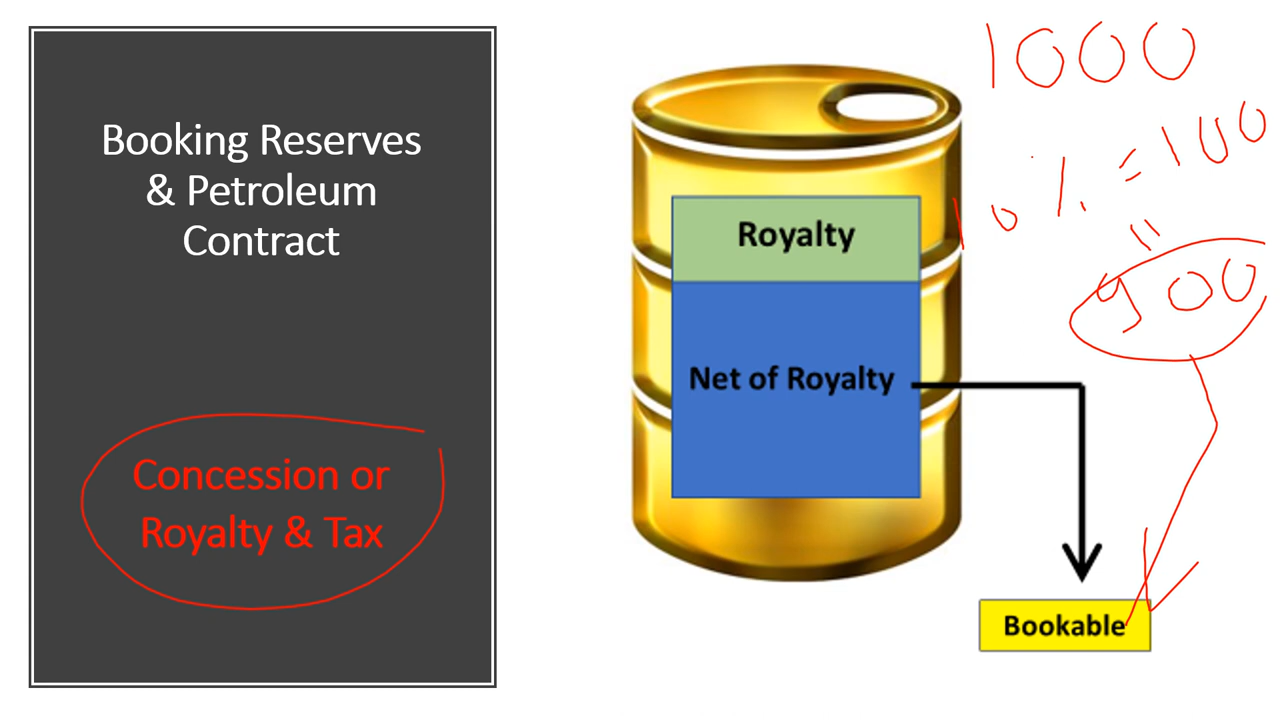 Booking Reserves
& Petroleum
Contract
Concession or
Royalty & Tax
Royalty
Net of Royalty
Bookable
1000
10 % = 100
"
900